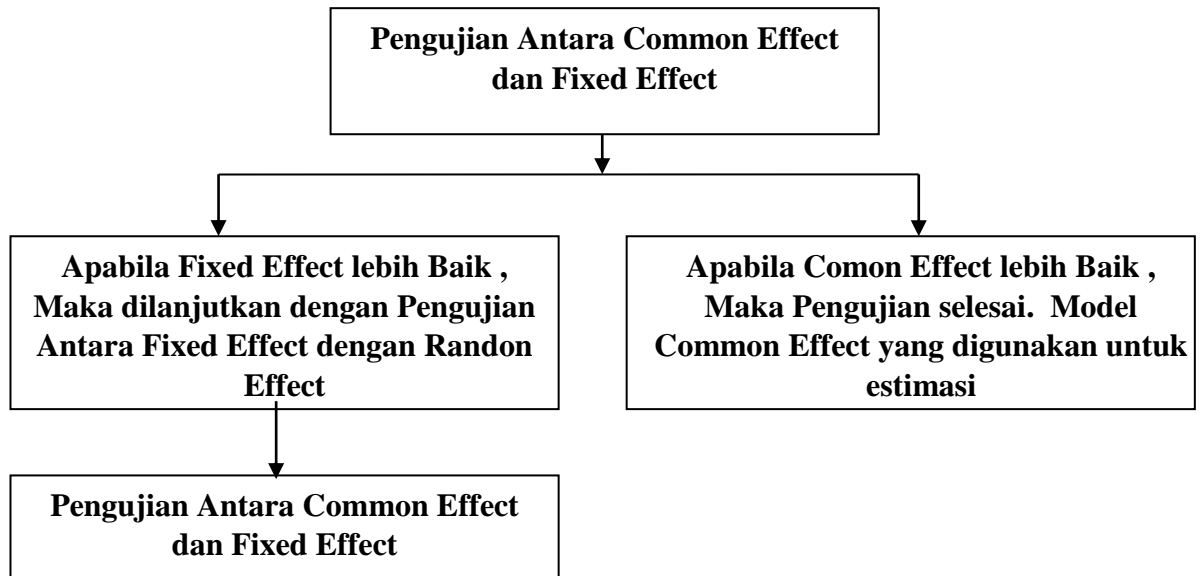 Pengujian Antara Common Effect
dan Fixed Effect
Apabila Fixed Effect lebih Baik ,
Maka dilanjutkan dengan Pengujian
Antara Fixed Effect dengan Randon
Effect
Apabila Comon Effect lebih Baik ,
Maka Pengujian selesai. Model
Common Effect yang digunakan untuk
estimasi
Pengujian Antara Common Effect
dan Fixed Effect